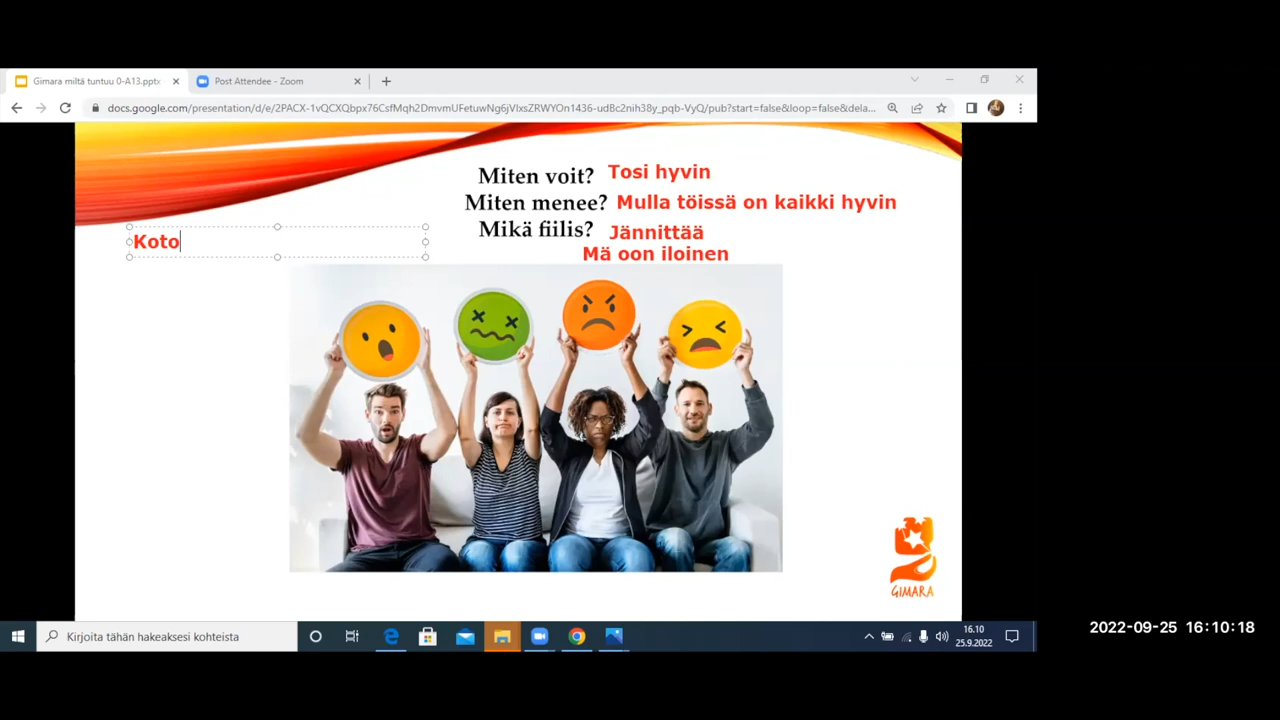 Gimara miltä tuntuu 0-A13.pptx
Post Attendee - Zoom
docs.google.com/presentation/d/e/2PACX-1vQCXQbpx76CsfMqh2DmvmUFetuwNg6jVlxsZRWYOn1436-udBc2nih38y_pqb-VyQ/pub?start=false&loop=false&dela...
Miten voit? Tosi hyvin
Miten menee? Mulla töissä on kaikki hyvin
Mikä fiilis? Jännittää
Koto
Mä oon iloinen
GIMARA
Kirjoita tähän hakeaksesi kohteista
16.10
25.9.2022
2022-09-25 16:10:18